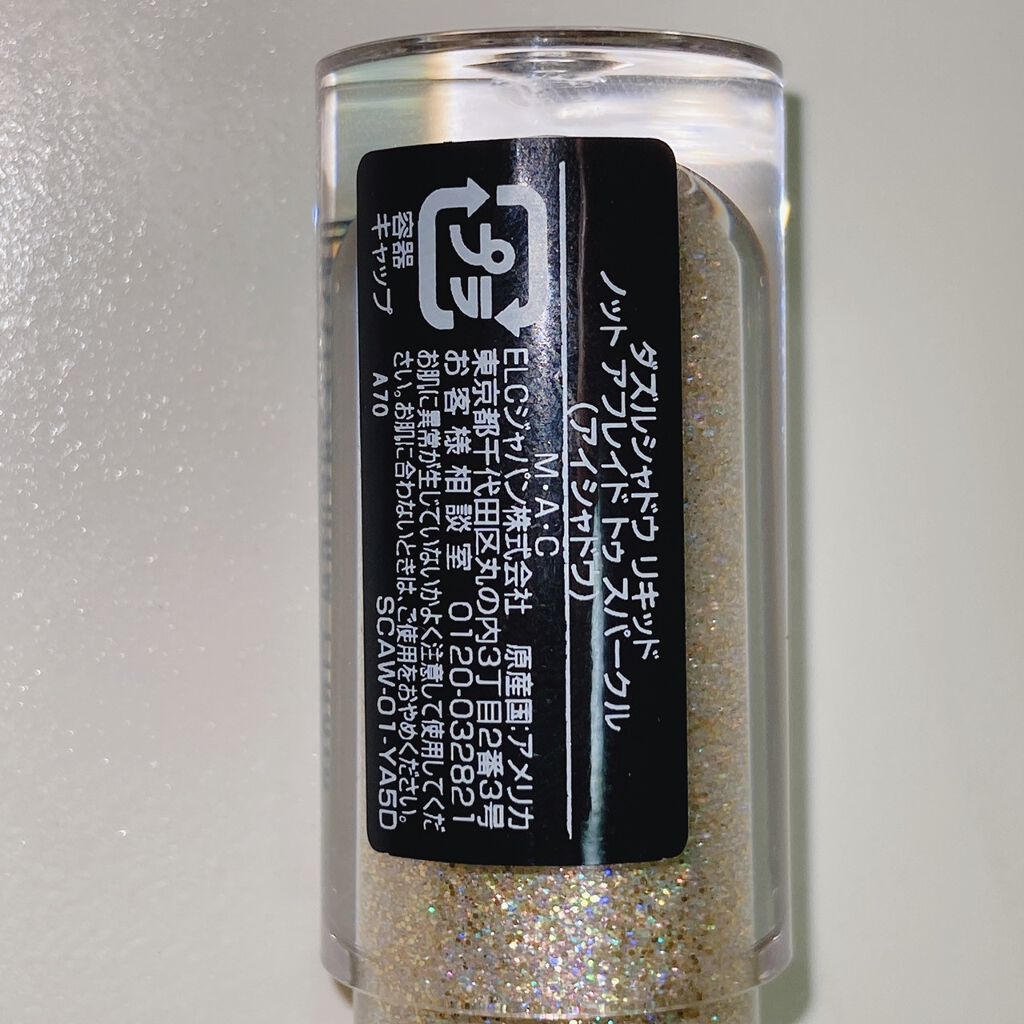 ダズルシャドウ リキッド
ノット アフレイド トゥ スパークル
(アイシャドウ)
M・A・C
ELCジャパン株式会社 原産国:アメリカ
東京都千代田区丸の内3丁目2番3号
お客様相談室 0120-032821
お肌に異常が生じていないかよく注意して使用してくだ
さい。お肌に合わないときは、ご使用をおやめください。
A70 SCAW-01-YA5D
プラ
容器
キャップ